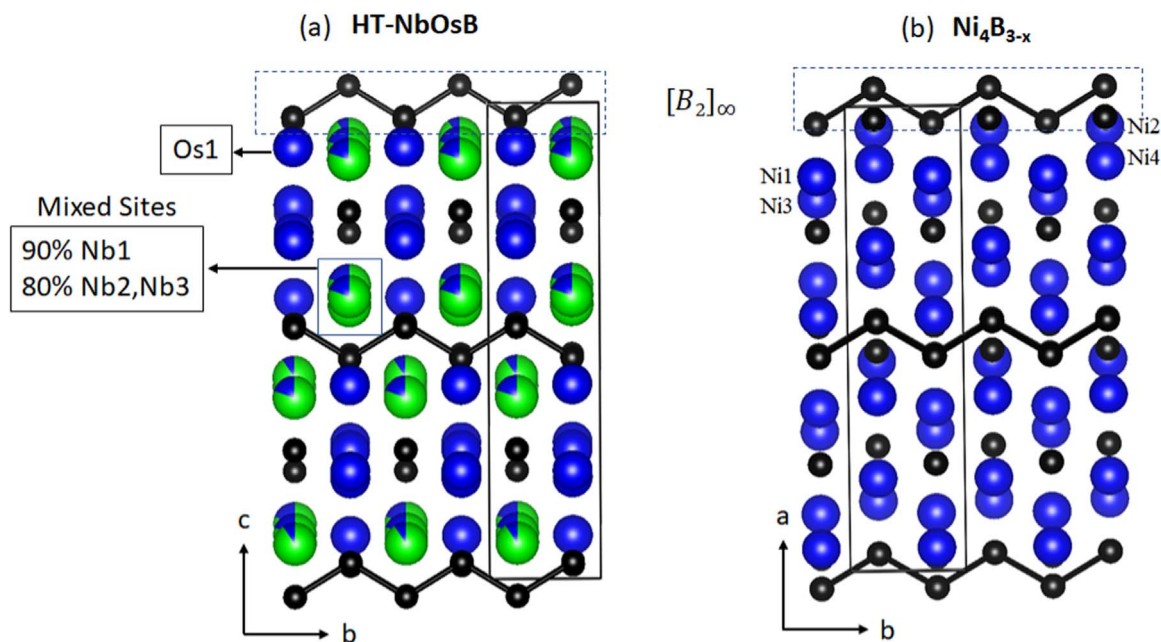 (a) HT-NbOsB
(b) Ni₄B₃₋ₓ
[B₂]∞
Os1
Mixed Sites
90% Nb1
80% Nb2,Nb3
Ni2
Ni4
Ni1
Ni3
c
b
a
b